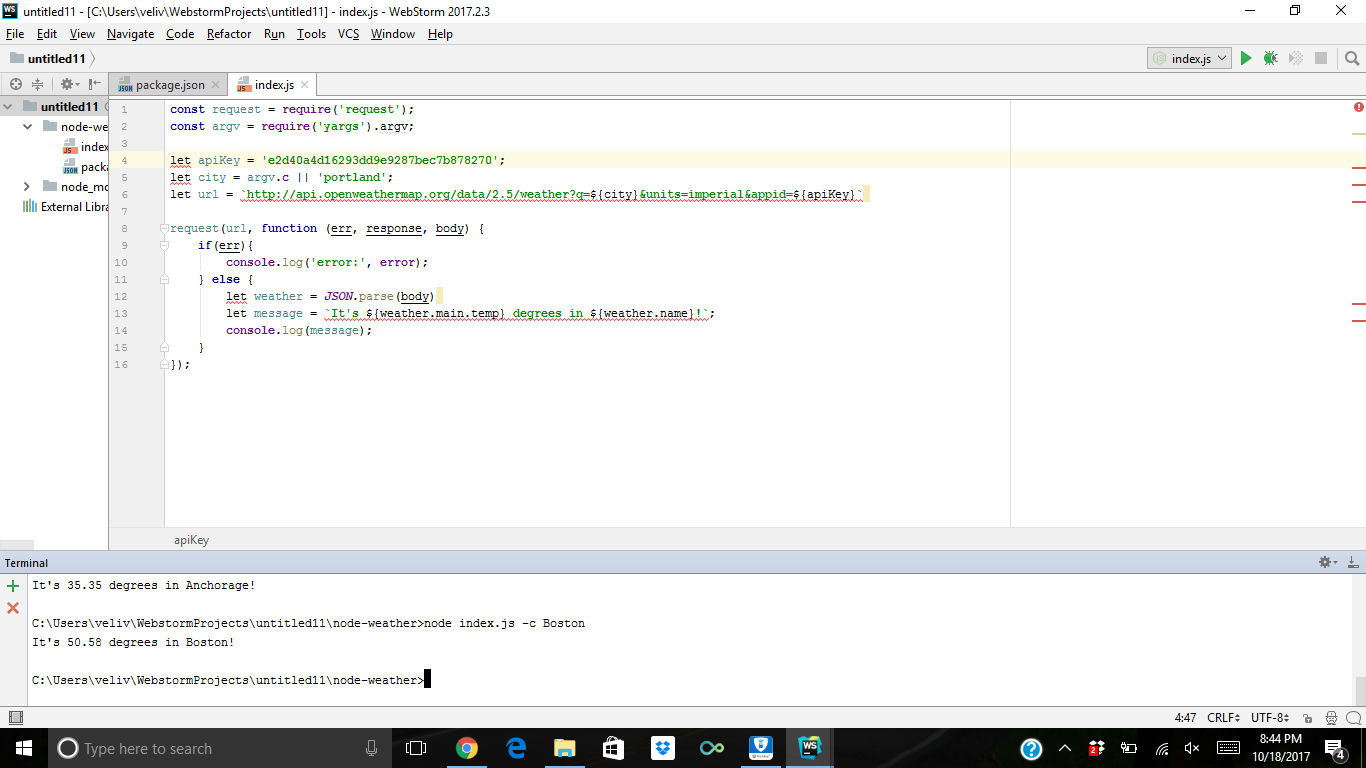 untitled11 - [C:\Users\veliv\WebstormProjects\untitled11] - index.js - WebStorm 2017.2.3
File Edit View Navigate Code Refactor Run Tools VCS Window Help
untitled11
index.js
package.json
index.js
untitled11
node-we
index
packa
node_mo
External Libra
1 const request = require('request');
2 const argv = require('yargs').argv;
3
4 let apiKey = 'e2d40a4d16293dd9e9287bec7b878270';
5 let city = argv.c || 'portland';
6 let url = `http://api.openweathermap.org/data/2.5/weather?q=${city}&units=imperial&appid=${apiKey}`
7
8 request(url, function (err, response, body) {
9 if(err){
10 console.log('error:', error);
11 } else {
12 let weather = JSON.parse(body)
13 let message = `It's ${weather.main.temp} degrees in ${weather.name}!`;
14 console.log(message);
15 }
16 });
apiKey
Terminal
It's 35.35 degrees in Anchorage!
C:\Users\veliv\WebstormProjects\untitled11\node-weather>node index.js -c Boston
It's 50.58 degrees in Boston!
C:\Users\veliv\WebstormProjects\untitled11\node-weather>
4:47 CRLF UTF-8
Type here to search
8:44 PM
10/18/2017
4